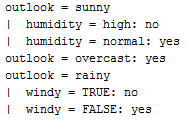 outlook = sunny
|  humidity = high: no
|  humidity = normal: yes
outlook = overcast: yes
outlook = rainy
|  windy = TRUE: no
|  windy = FALSE: yes